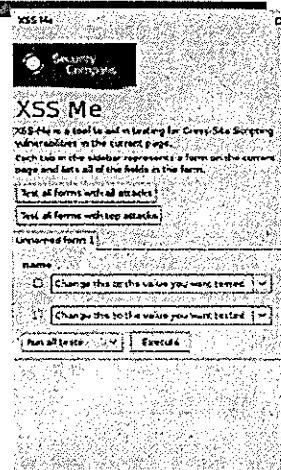 XSS Me
Security
Compass
XSS Me
XSS-Me is a tool to aid in testing for Cross-Site Scripting
vulnerabilities in the current page.
Each tab in the sidebar represents a form on the current
page and lists all of the fields in the form.
Test all forms with all attacks
Test all forms with top attacks
Unnamed form 1
name
Change this to the value you want tested
Change this to the value you want tested
Run all tests
Execute